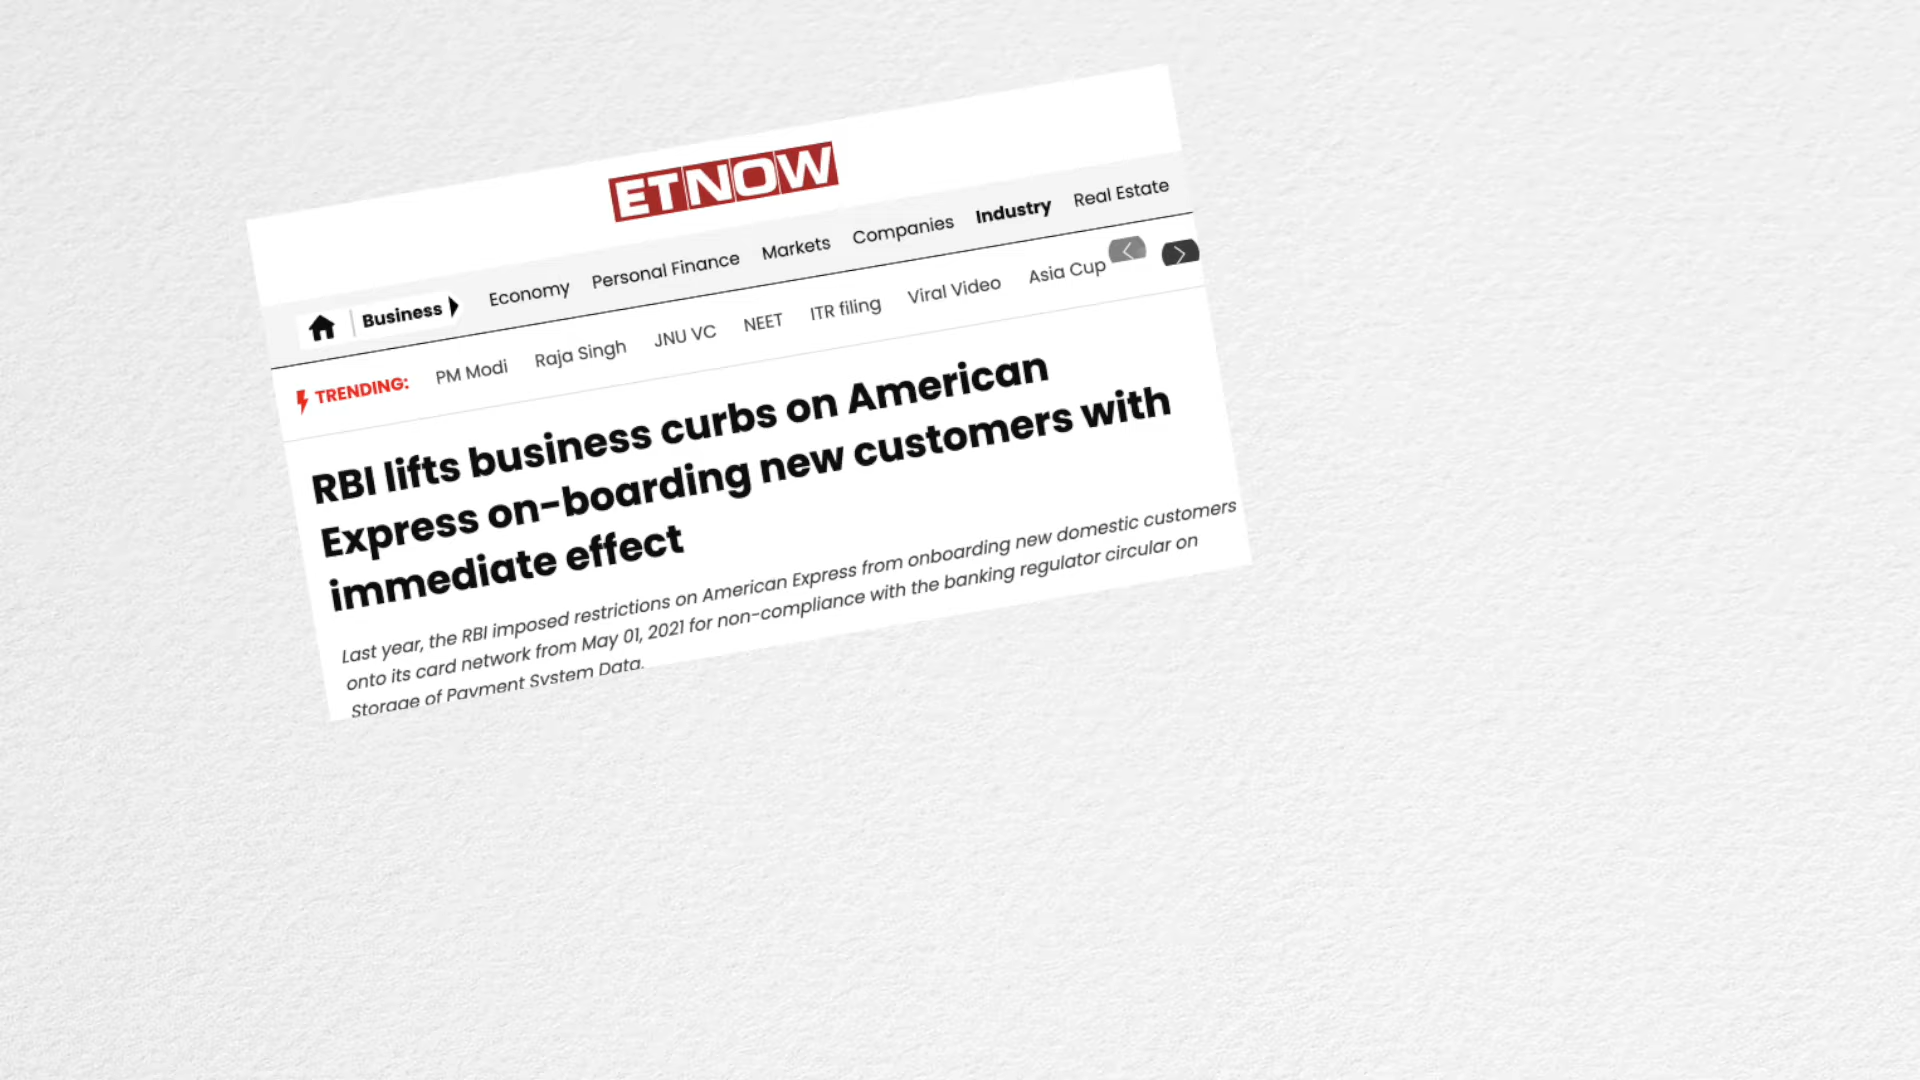 ETNOW
Business Economy Personal Finance Markets Companies Industry Real Estate
TRENDING: PM Modi Raja Singh JNU VC NEET ITR filing Viral Video Asia Cup
RBI lifts business curbs on American
Express on-boarding new customers with
immediate effect
Last year, the RBI imposed restrictions on American Express from onboarding new domestic customers
onto its card network from May 01, 2021 for non-compliance with the banking regulator circular on
Storage of Payment System Data.